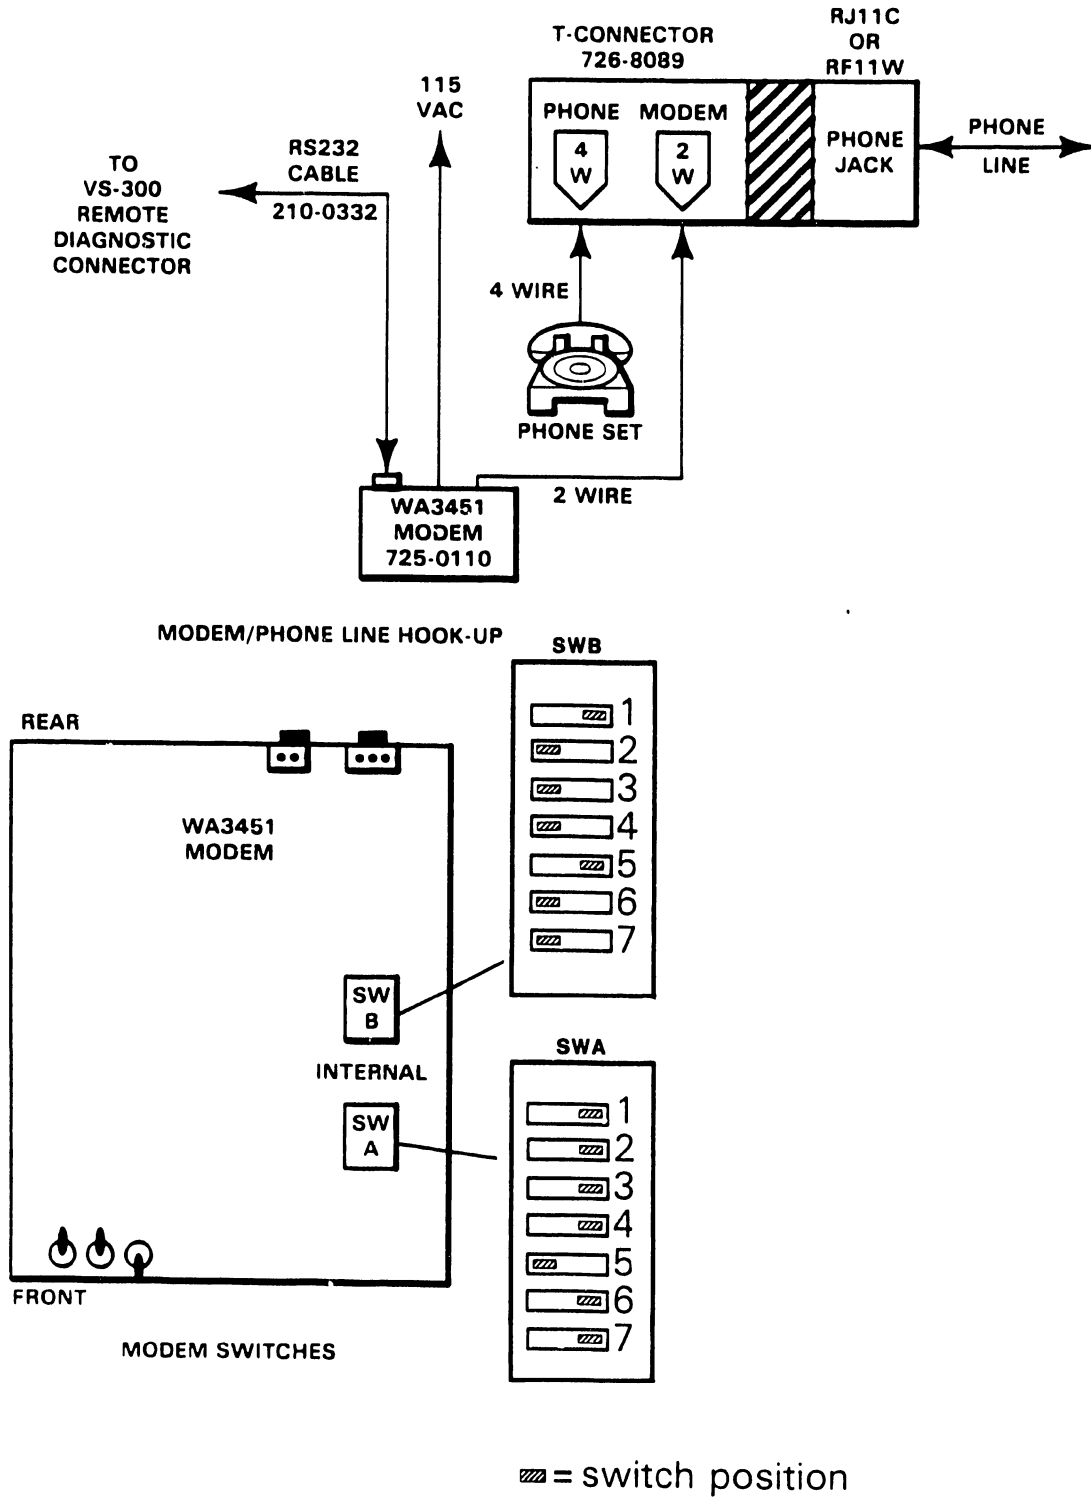 T-CONNECTOR
726-8089
RJ11C
OR
RF11W
115
VAC
PHONE
4
W
MODEM
2
W
PHONE
JACK
PHONE
LINE
RS232
CABLE
210-0332
TO
VS-300
REMOTE
DIAGNOSTIC
CONNECTOR
4 WIRE
PHONE SET
2 WIRE
WA3451
MODEM
725-0110
MODEM/PHONE LINE HOOK-UP
SWB
1
2
3
4
5
6
7
REAR
WA3451
MODEM
SW
B
INTERNAL
SW
A
FRONT
MODEM SWITCHES
SWA
1
2
3
4
5
6
7
= switch position